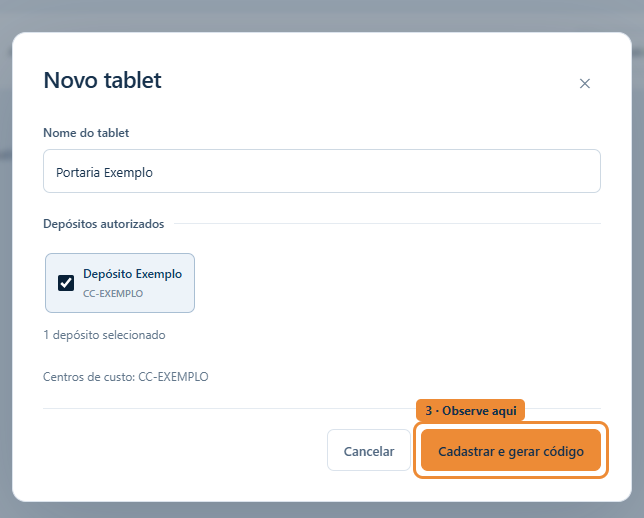 Novo tablet
Nome do tablet
Portaria Exemplo
Depósitos autorizados
Depósito Exemplo
CC-EXEMPLO
1 depósito selecionado
Centros de custo: CC-EXEMPLO
3 · Observe aqui
Cancelar
Cadastrar e gerar código